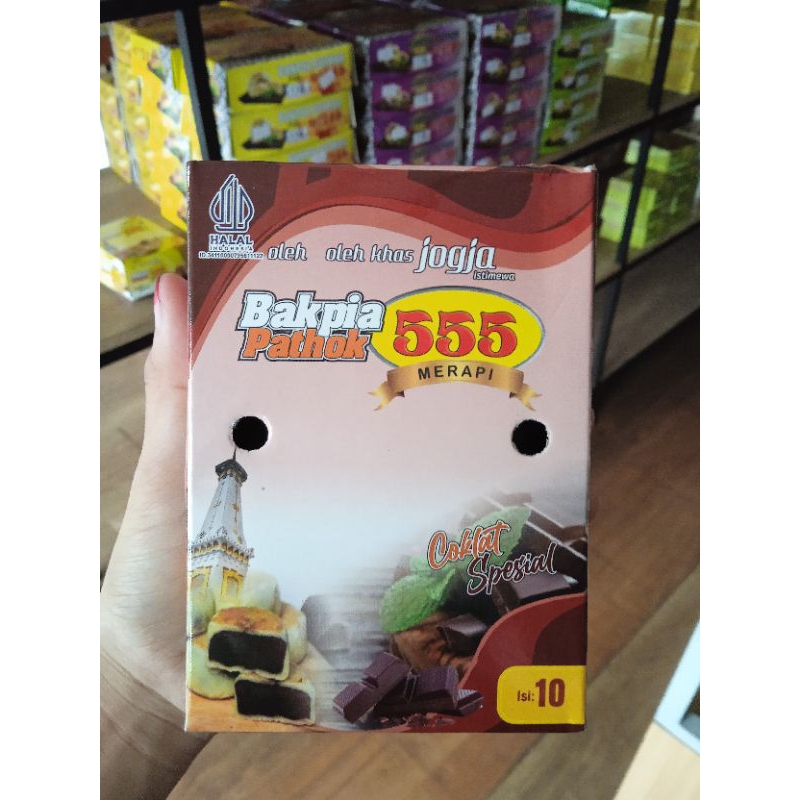 HALAL
INDONESIA
oleh oleh khas jogja
istimewa
Bakpia
Pathok
555
MERAPI
Coklat
Spesial
Isi: 10